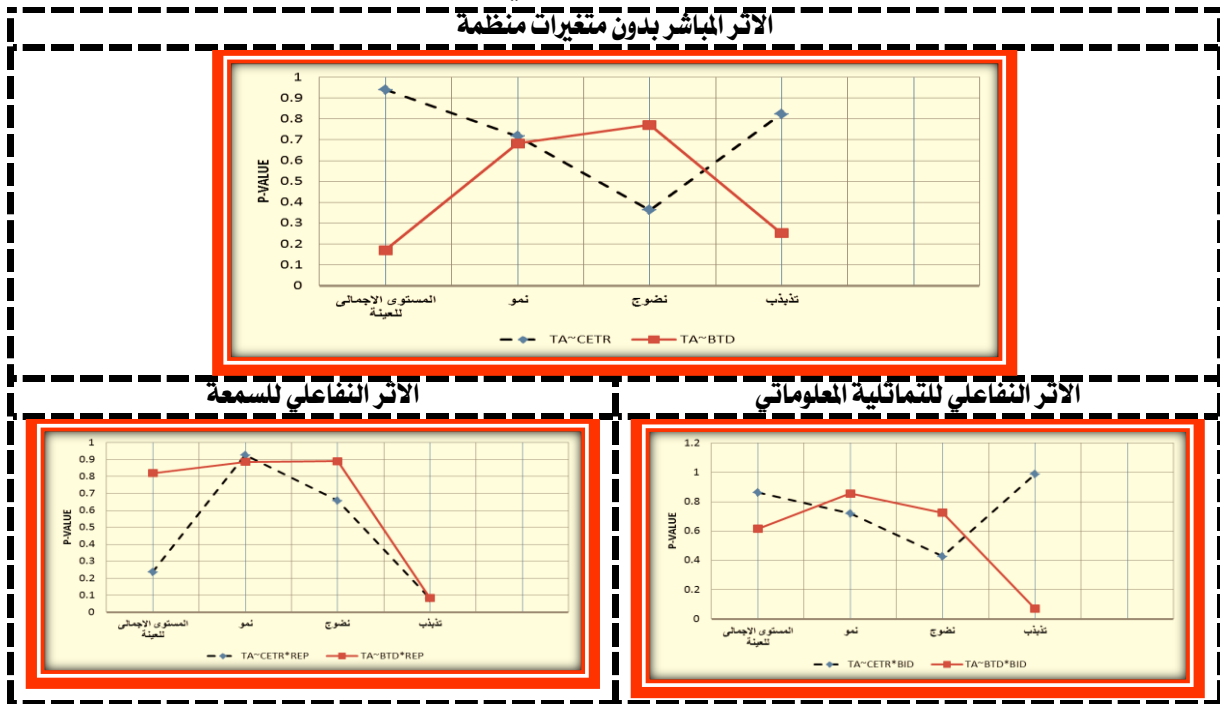 الاثر المباشر بدون متغيرات منظمة
1
0.9
0.8
0.7
0.6
0.5
0.4
0.3
0.2
0.1
0
P-VALUE
المستوى الاجمالى
للعينة
نمو
نضوج
تذبذب
TA~CETR
TA~BTD
الاثر التفاعلي للتماثلية المعلوماتي
1.2
1
0.8
0.6
0.4
0.2
0
P-VALUE
المستوى الاجمالى
للعينة
نمو
نضوج
تذبذب
TA~CETR*BID
TA~BTD*BID
الاثر التفاعلي للسمعة
1
0.9
0.8
0.7
0.6
0.5
0.4
0.3
0.2
0.1
0
P-VALUE
المستوى الاجمالى
للعينة
نمو
نضوج
تذبذب
TA~CETR*REP
TA~BTD*REP